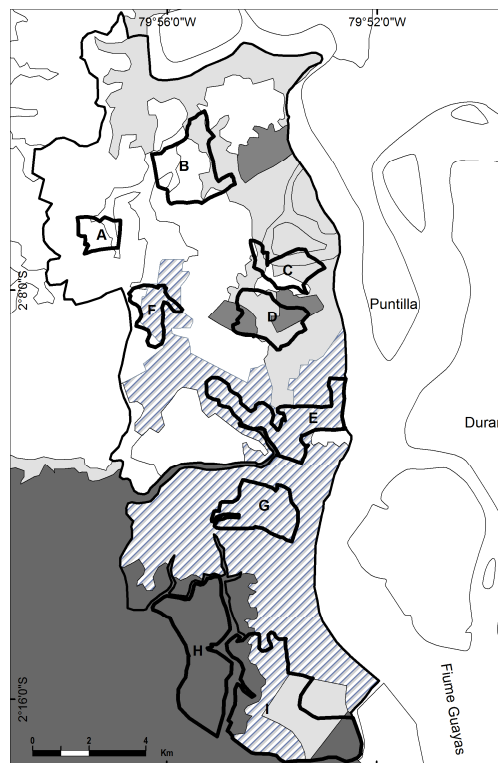 79°56'0"W
79°52'0"W
B
A
2°8'0"S
C
F
D
Puntilla
E
Duran
G
H
2°16'0"S
I
Fiume Guayas
0 2 4
Km